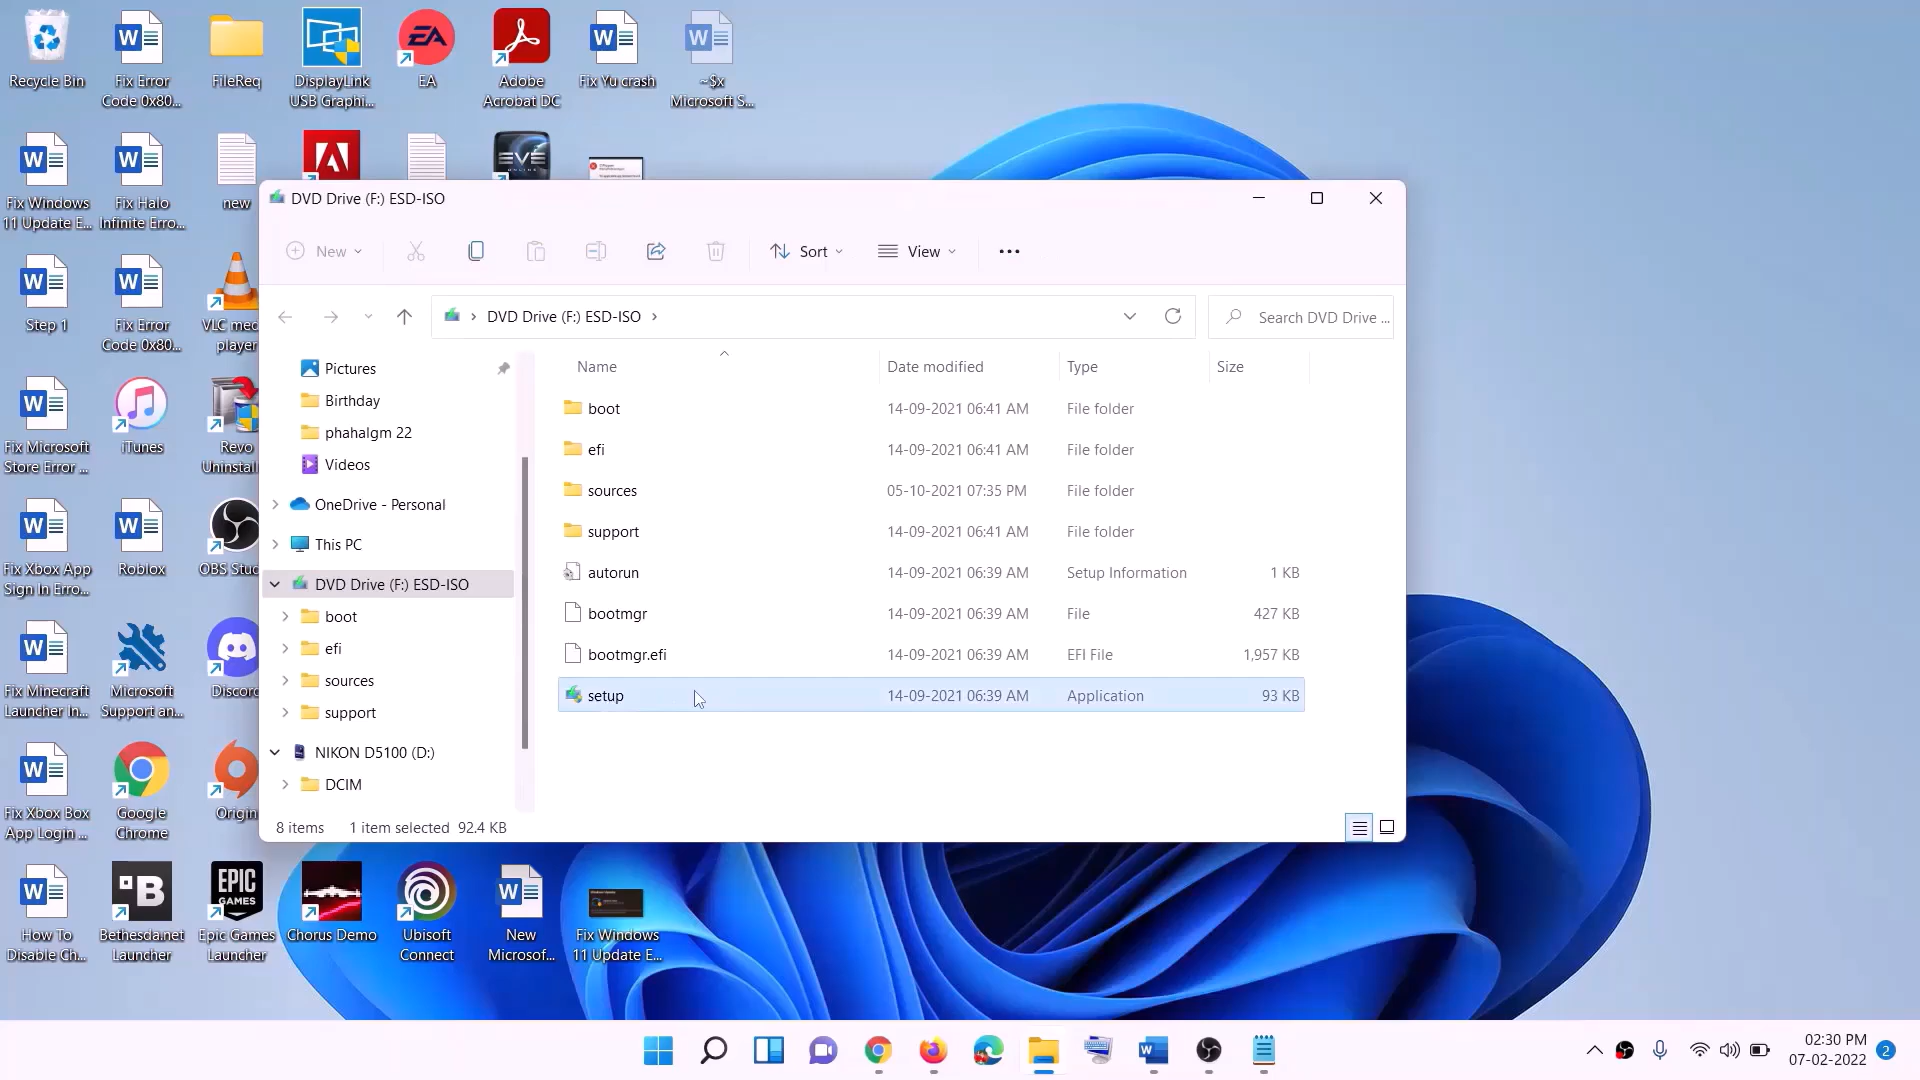 Recycle Bin
Fix Error
Code 0x80...
FileReq
DisplayLink
USB Graphi...
EA
Adobe
Acrobat DC
Fix Yu crash
~$x
Microsoft S...
Fix Windows
11 Update E...
Fix Halo
Infinite Erro...
new
EVE
ONLINE
Step 1
Fix Error
Code 0x80...
VLC med
player
Fix Microsoft
Store Error ...
iTunes
Revo
Uninstall
Fix Xbox App
Sign In Erro...
Roblox
OBS Stud
Fix Minecraft
Launcher In...
Microsoft
Support an...
Discord
Fix Xbox Box
App Login ...
Google
Chrome
Origin
How To
Disable Ch...
Bethesda.net
Launcher
EPIC
GAMES
Epic Games
Launcher
Chorus Demo
Ubisoft
Connect
New
Microsof...
Fix Windows
11 Update E...
DVD Drive (F:) ESD-ISO
New
Sort
View
DVD Drive (F:) ESD-ISO
Search DVD Drive ...
Pictures
Birthday
phahalgm 22
Videos
OneDrive - Personal
This PC
DVD Drive (F:) ESD-ISO
boot
efi
sources
support
NIKON D5100 (D:)
DCIM
Name Date modified Type Size
boot 14-09-2021 06:41 AM File folder
efi 14-09-2021 06:41 AM File folder
sources 05-10-2021 07:35 PM File folder
support 14-09-2021 06:41 AM File folder
autorun 14-09-2021 06:39 AM Setup Information 1 KB
bootmgr 14-09-2021 06:39 AM File 427 KB
bootmgr.efi 14-09-2021 06:39 AM EFI File 1,957 KB
setup 14-09-2021 06:39 AM Application 93 KB
8 items 1 item selected 92.4 KB
02:30 PM
07-02-2022
2